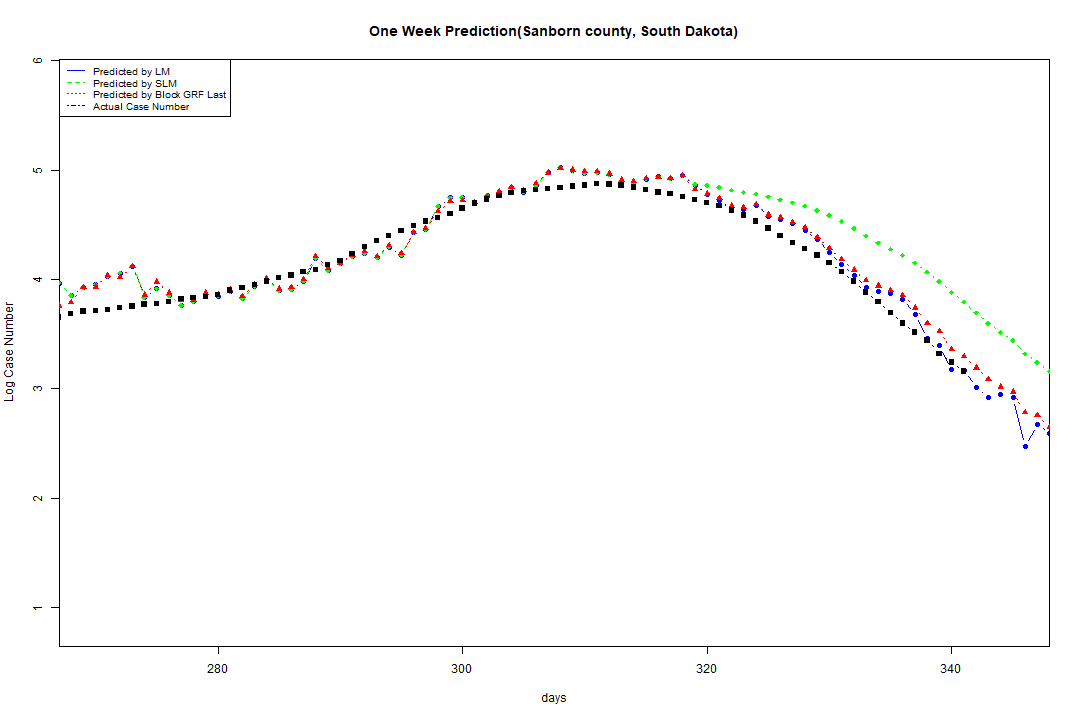 One Week Prediction(Sanborn county, South Dakota)
Predicted by LM
Predicted by SLM
Predicted by Block GRF Last
Actual Case Number
6
5
4
3
2
1
Log Case Number
280 300 320 340
days